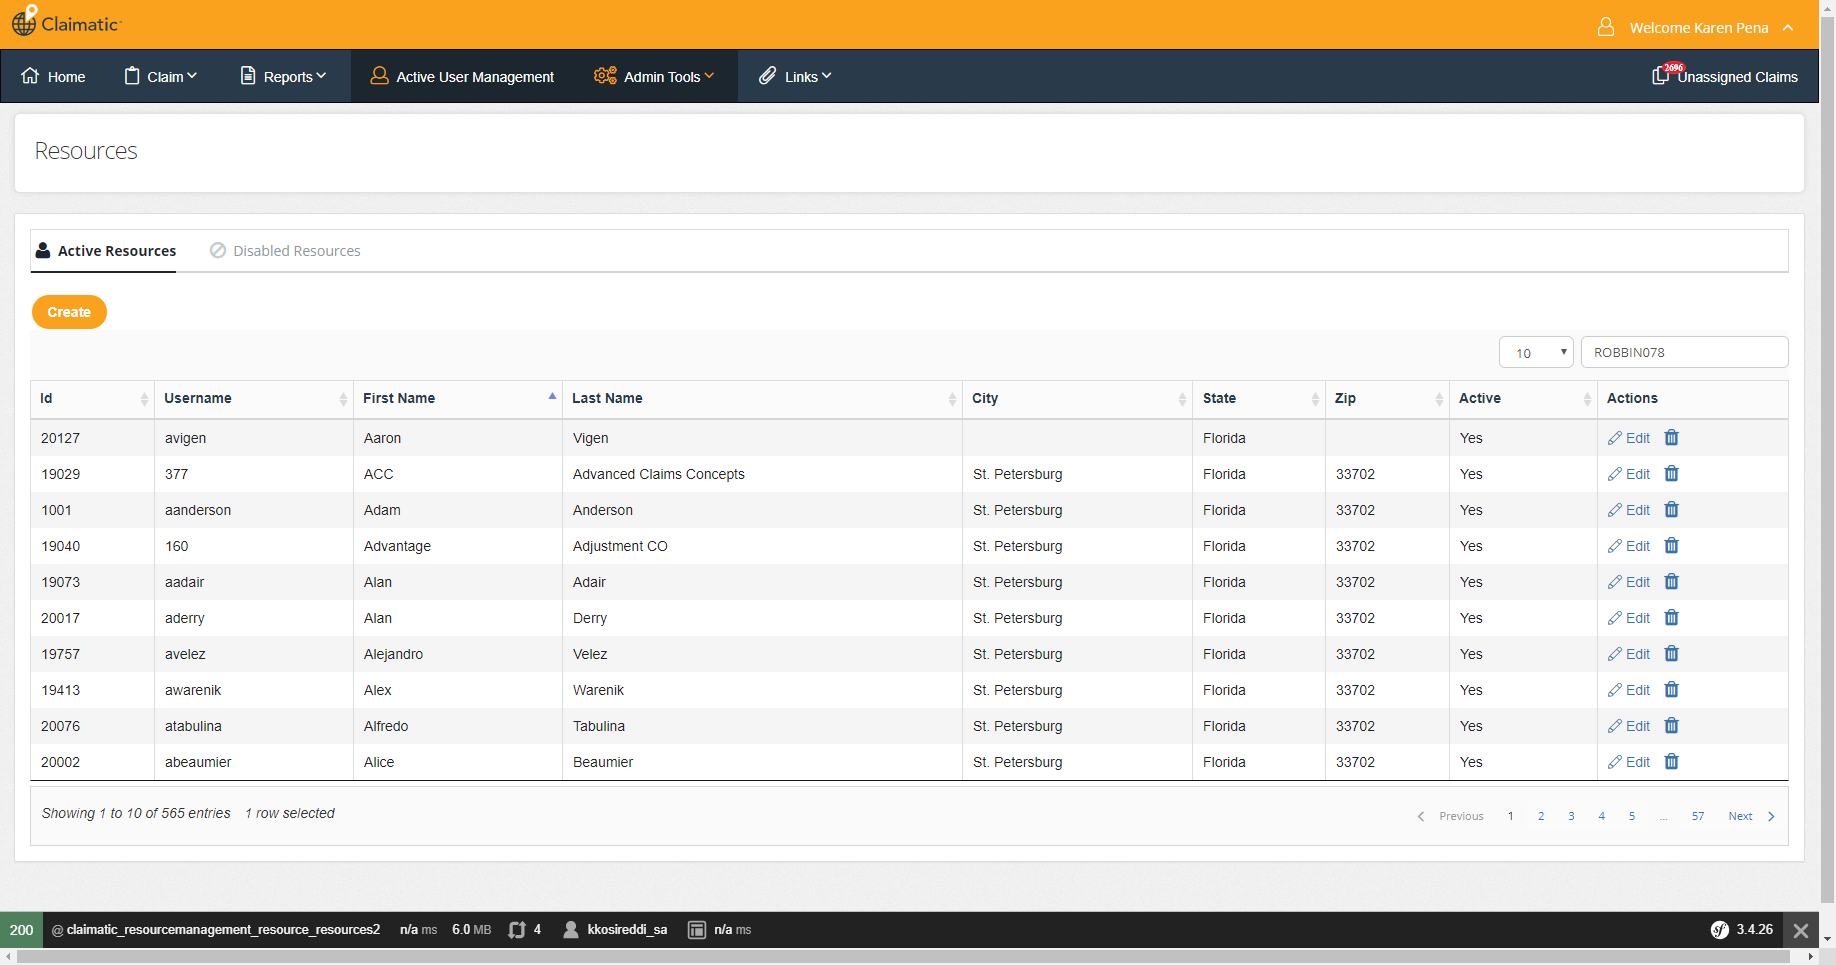 Claimatic
Welcome Karen Pena
Home Claim Reports Active User Management Admin Tools Links 2696 Unassigned Claims
Resources
Active Resources Disabled Resources
Create
10 ROBBIN078
Id Username First Name Last Name City State Zip Active Actions
20127 avigen Aaron Vigen Florida Yes Edit
19029 377 ACC Advanced Claims Concepts St. Petersburg Florida 33702 Yes Edit
1001 aanderson Adam Anderson St. Petersburg Florida 33702 Yes Edit
19040 160 Advantage Adjustment CO St. Petersburg Florida 33702 Yes Edit
19073 aadair Alan Adair St. Petersburg Florida 33702 Yes Edit
20017 aderry Alan Derry St. Petersburg Florida 33702 Yes Edit
19757 avelez Alejandro Velez St. Petersburg Florida 33702 Yes Edit
19413 awarenik Alex Warenik St. Petersburg Florida 33702 Yes Edit
20076 atabulina Alfredo Tabulina St. Petersburg Florida 33702 Yes Edit
20002 abeaumier Alice Beaumier St. Petersburg Florida 33702 Yes Edit
Showing 1 to 10 of 565 entries 1 row selected
Previous 1 2 3 4 5 ... 57 Next
200 @ claimatic_resourcemanagement_resource_resources2 n/a ms 6.0 MB 4 kkosireddi_sa n/a ms sf 3.4.26